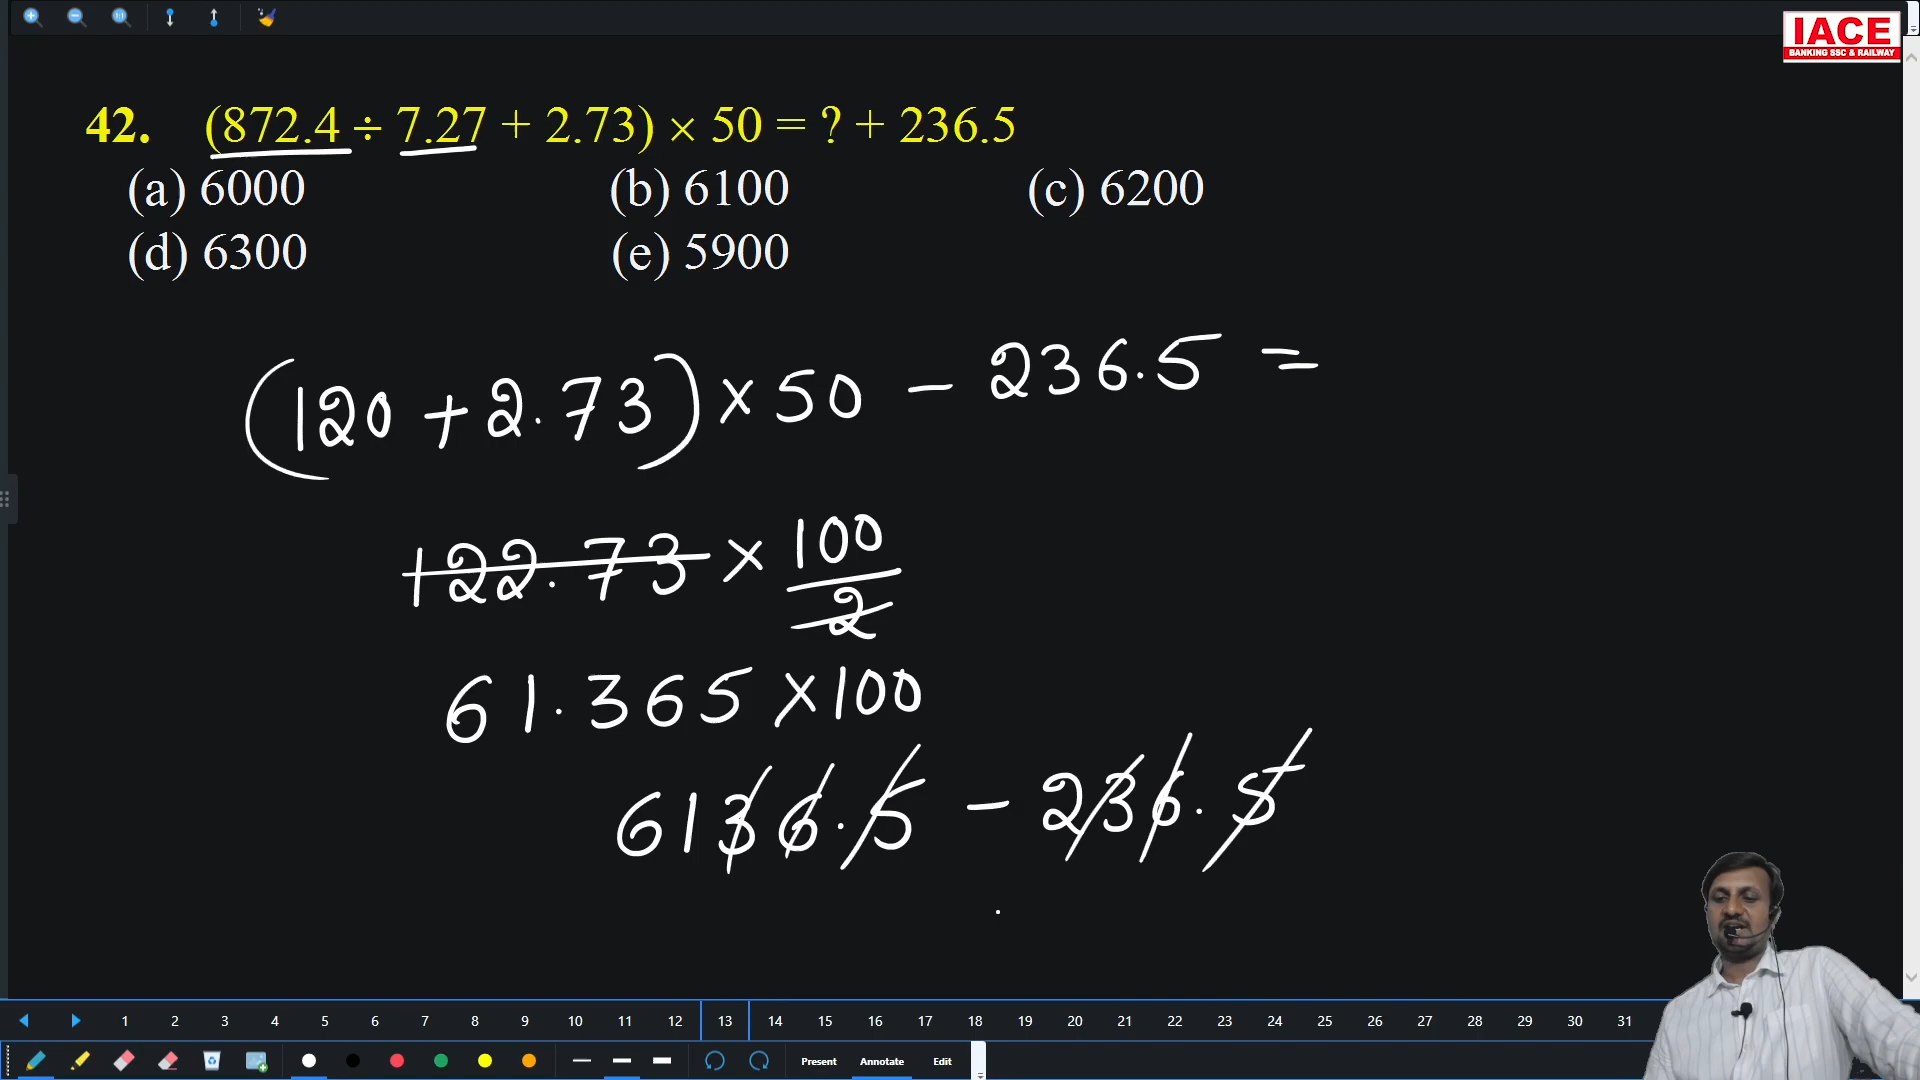 IACE
BANKING SSC & RAILWAY
42. (872.4 ÷ 7.27 + 2.73) × 50 = ? + 236.5
(a) 6000 (b) 6100 (c) 6200
(d) 6300 (e) 5900
(120 + 2.73) × 50 - 236.5 =
122.73 × 100/2
61.365 × 100
6136.5 - 236.5
1 2 3 4 5 6 7 8 9 10 11 12 13 14 15 16 17 18 19 20 21 22 23 24 25 26 27 28 29 30 31
Present Annotate Edit